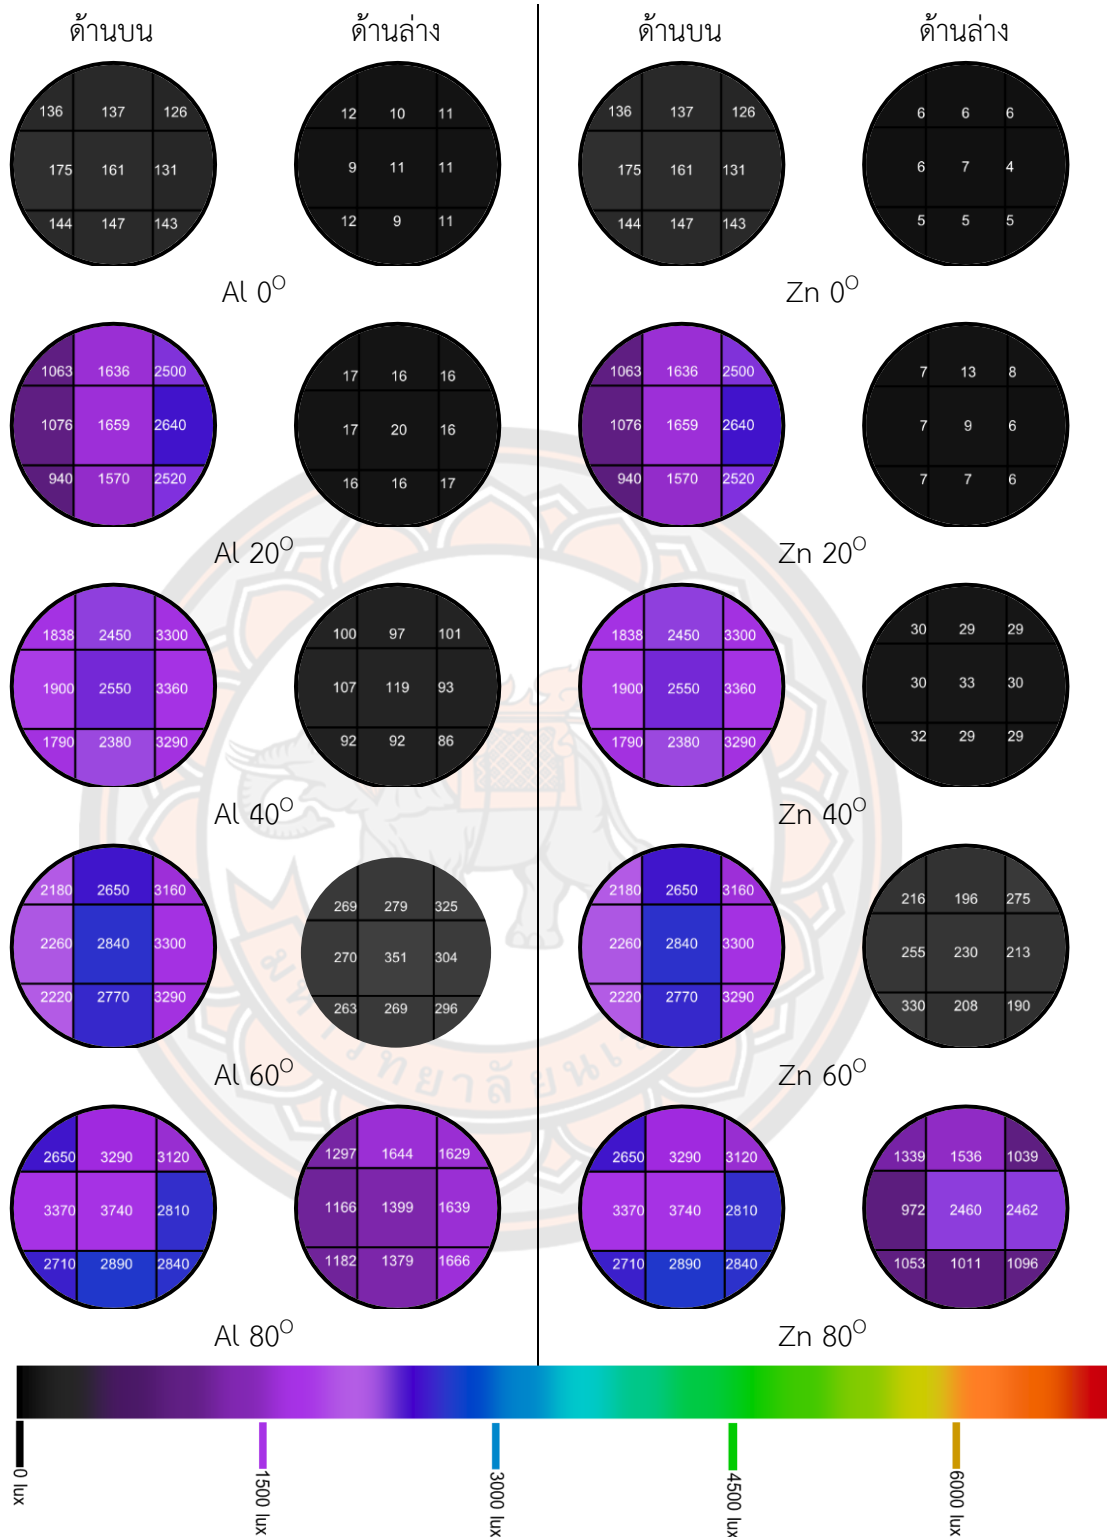 ด้านบน ด้านล่าง ด้านบน ด้านล่าง
136 137 126 12 10 11 136 137 126 6 6 6
175 161 131 9 11 11 175 161 131 6 7 4
144 147 143 12 9 11 144 147 143 5 5 5
Al 0O Zn 0O
1063 1636 2500 17 16 16 1063 1636 2500 7 13 8
1076 1659 2640 17 20 16 1076 1659 2640 7 9 6
940 1570 2520 16 16 17 940 1570 2520 7 7 6
Al 20O Zn 20O
1838 2450 3300 100 97 101 1838 2450 3300 30 29 29
1900 2550 3360 107 119 93 1900 2550 3360 30 33 30
1790 2380 3290 92 92 86 1790 2380 3290 32 29 29
Al 40O Zn 40O
2180 2650 3160 269 279 325 2180 2650 3160 216 196 275
2260 2840 3300 270 351 304 2260 2840 3300 255 230 213
2220 2770 3290 263 269 296 2220 2770 3290 330 208 190
Al 60O Zn 60O
2650 3290 3120 1297 1644 1629 2650 3290 3120 1339 1536 1039
3370 3740 2810 1166 1399 1639 3370 3740 2810 972 2460 2462
2710 2890 2840 1182 1379 1666 2710 2890 2840 1053 1011 1096
Al 80O Zn 80O
0 lux 1500 lux 3000 lux 4500 lux 6000 lux